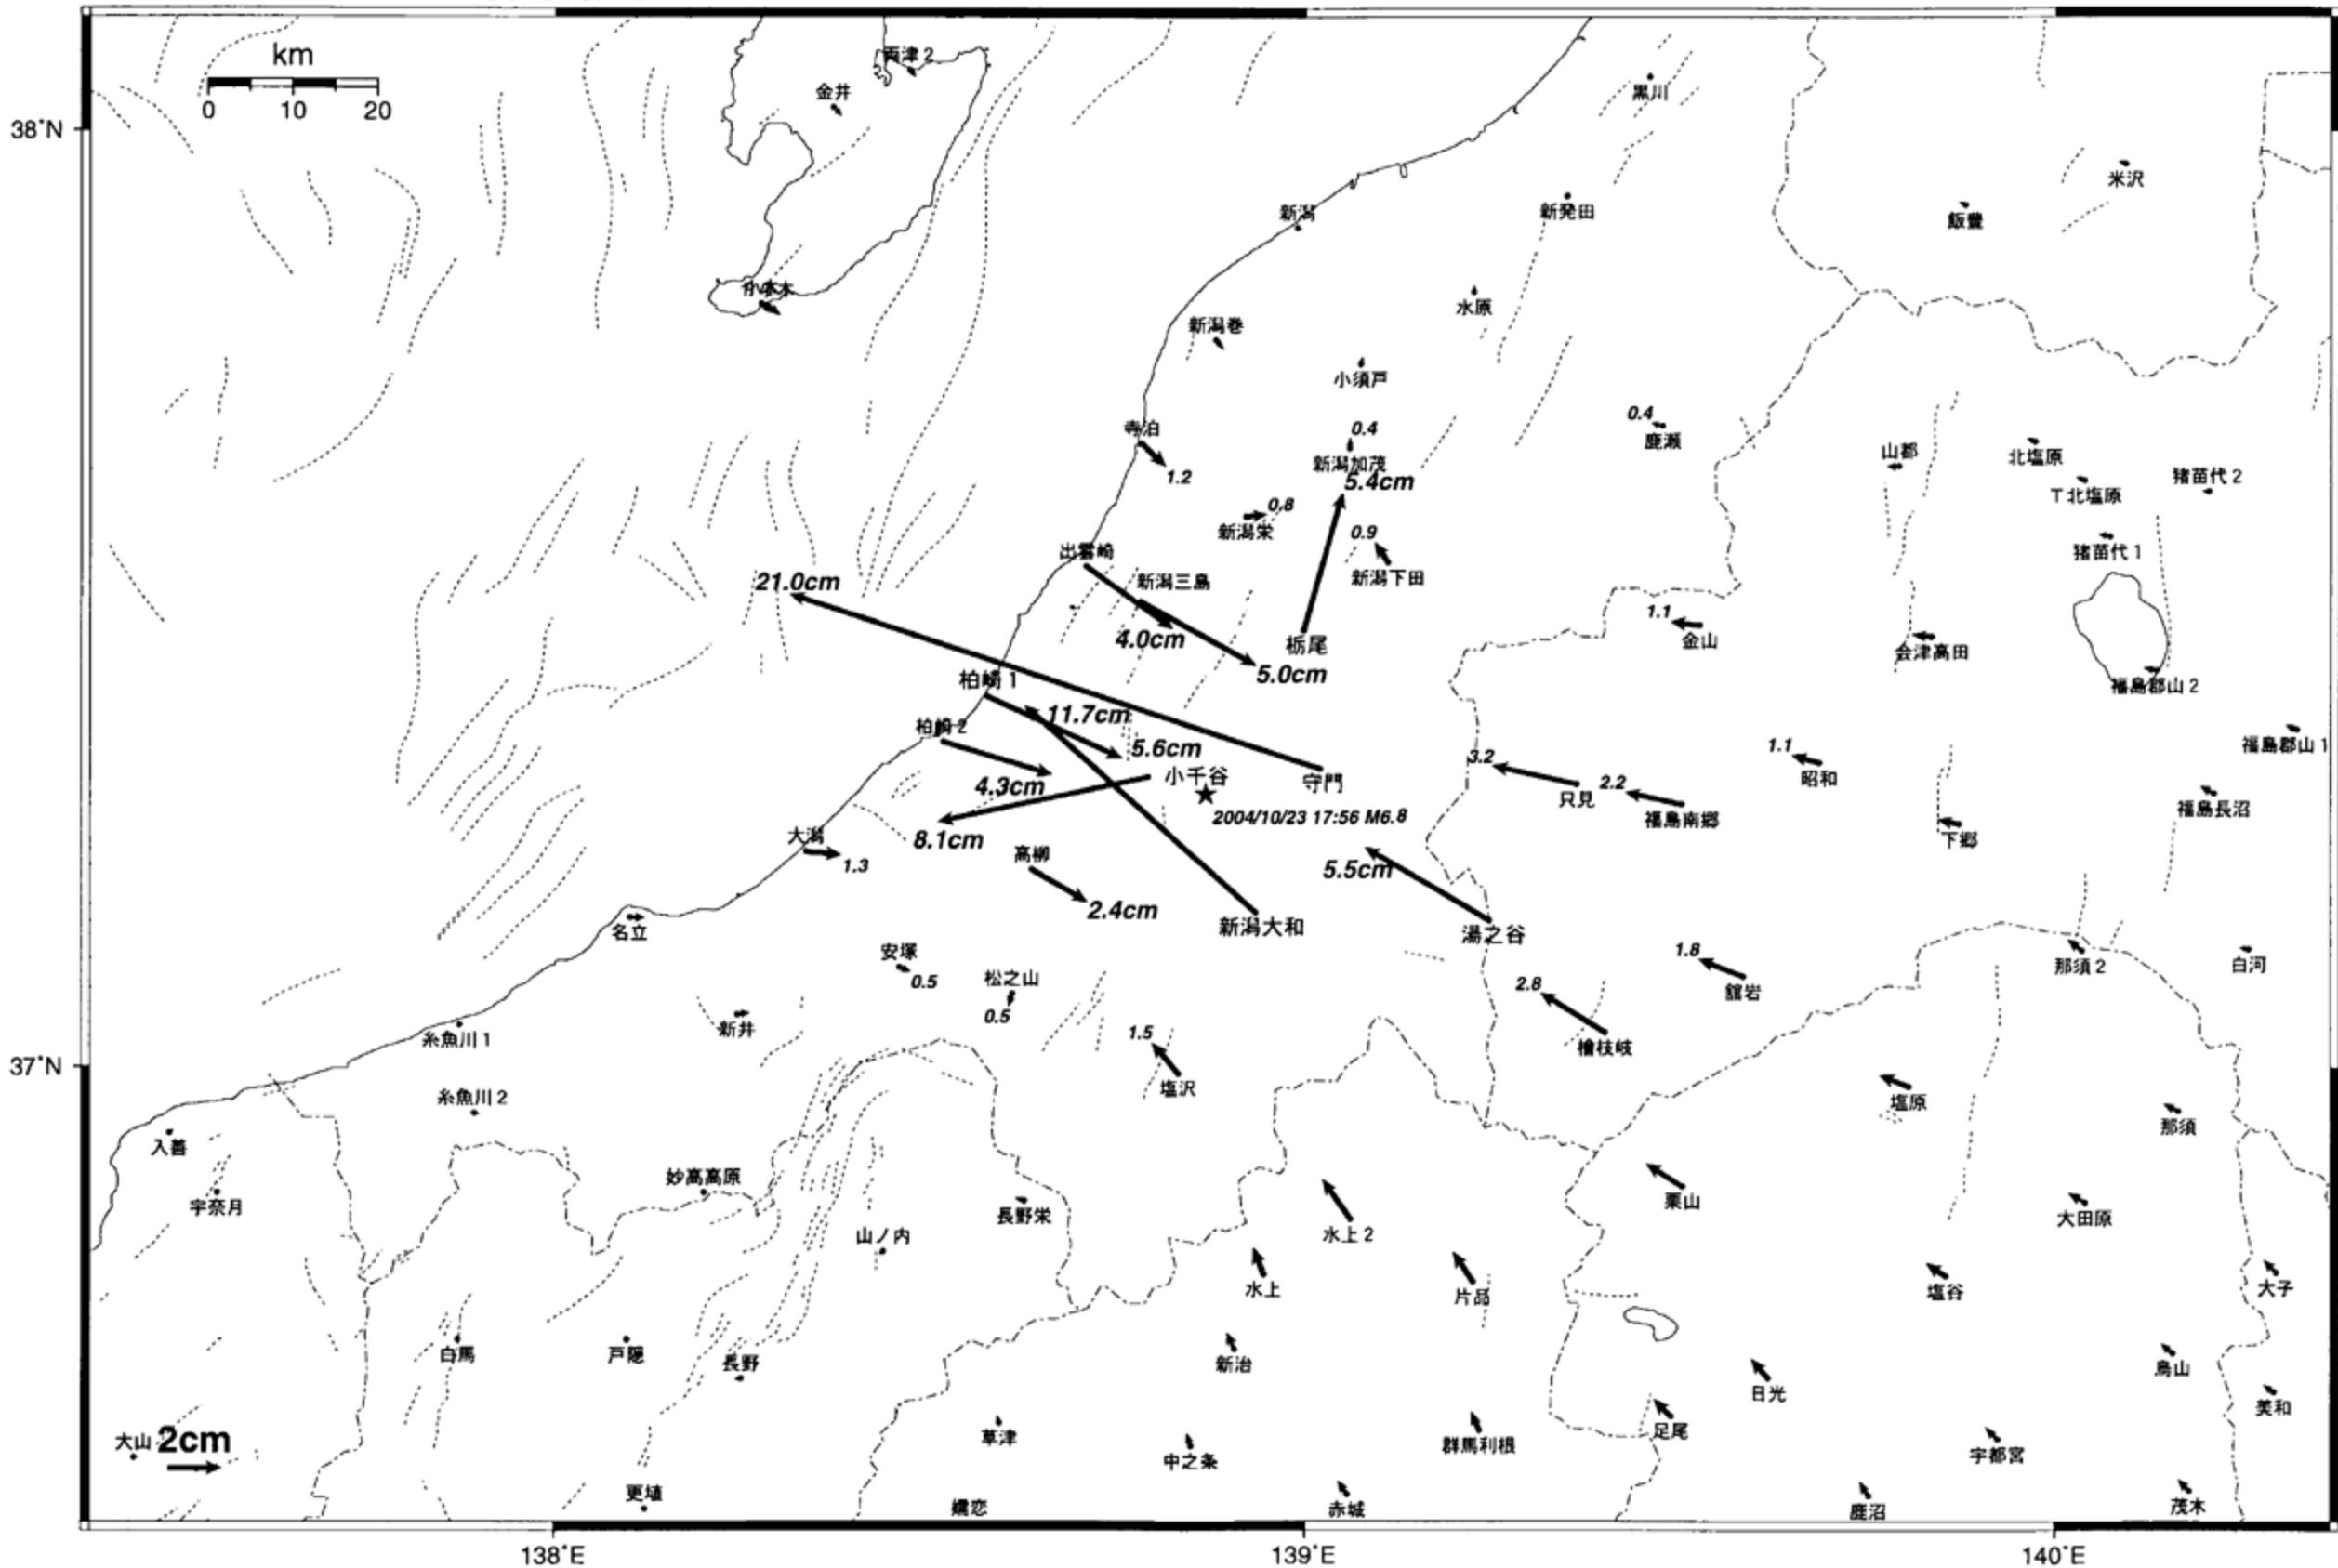 km
0 10 20
両津2
金井
黒川
38°N
米沢
飯豊
新潟
新発田
小木
水原
新潟巻
小須戸
0.4
0.4
鹿瀬
寺泊
山都
北塩原
新潟加茂
1.2
5.4cm
猪苗代2
T北塩原
0.8
新潟栄
0.9
出雲崎
猪苗代1
新潟下田
21.0cm
新潟三島
1.1
4.0cm
栃尾
金山
会津高田
5.0cm
柏崎1
福島郡山2
11.7cm
柏崎2
5.6cm
1.1
福島郡山1
3.2
小千谷
守門
昭和
4.3cm
2.2
只見
2004/10/23 17:56 M6.8
福島南郷
福島長沼
大潟
8.1cm
下郷
高柳
1.3
5.5cm
2.4cm
新潟大和
名立
湯之谷
安塚
1.8
那須2
白河
松之山
0.5
2.8
舘岩
0.5
新井
1.5
糸魚川1
檜枝岐
37°N
塩沢
糸魚川2
塩原
那須
入善
妙高高原
栗山
宇奈月
長野栄
大田原
山ノ内
水上2
水上
片品
塩谷
大子
白馬
戸隠
長野
新治
烏山
日光
美和
大山
2cm
草津
中之条
群馬利根
足尾
宇都宮
更埴
嬬恋
赤城
鹿沼
茂木
138°E
139°E
140°E